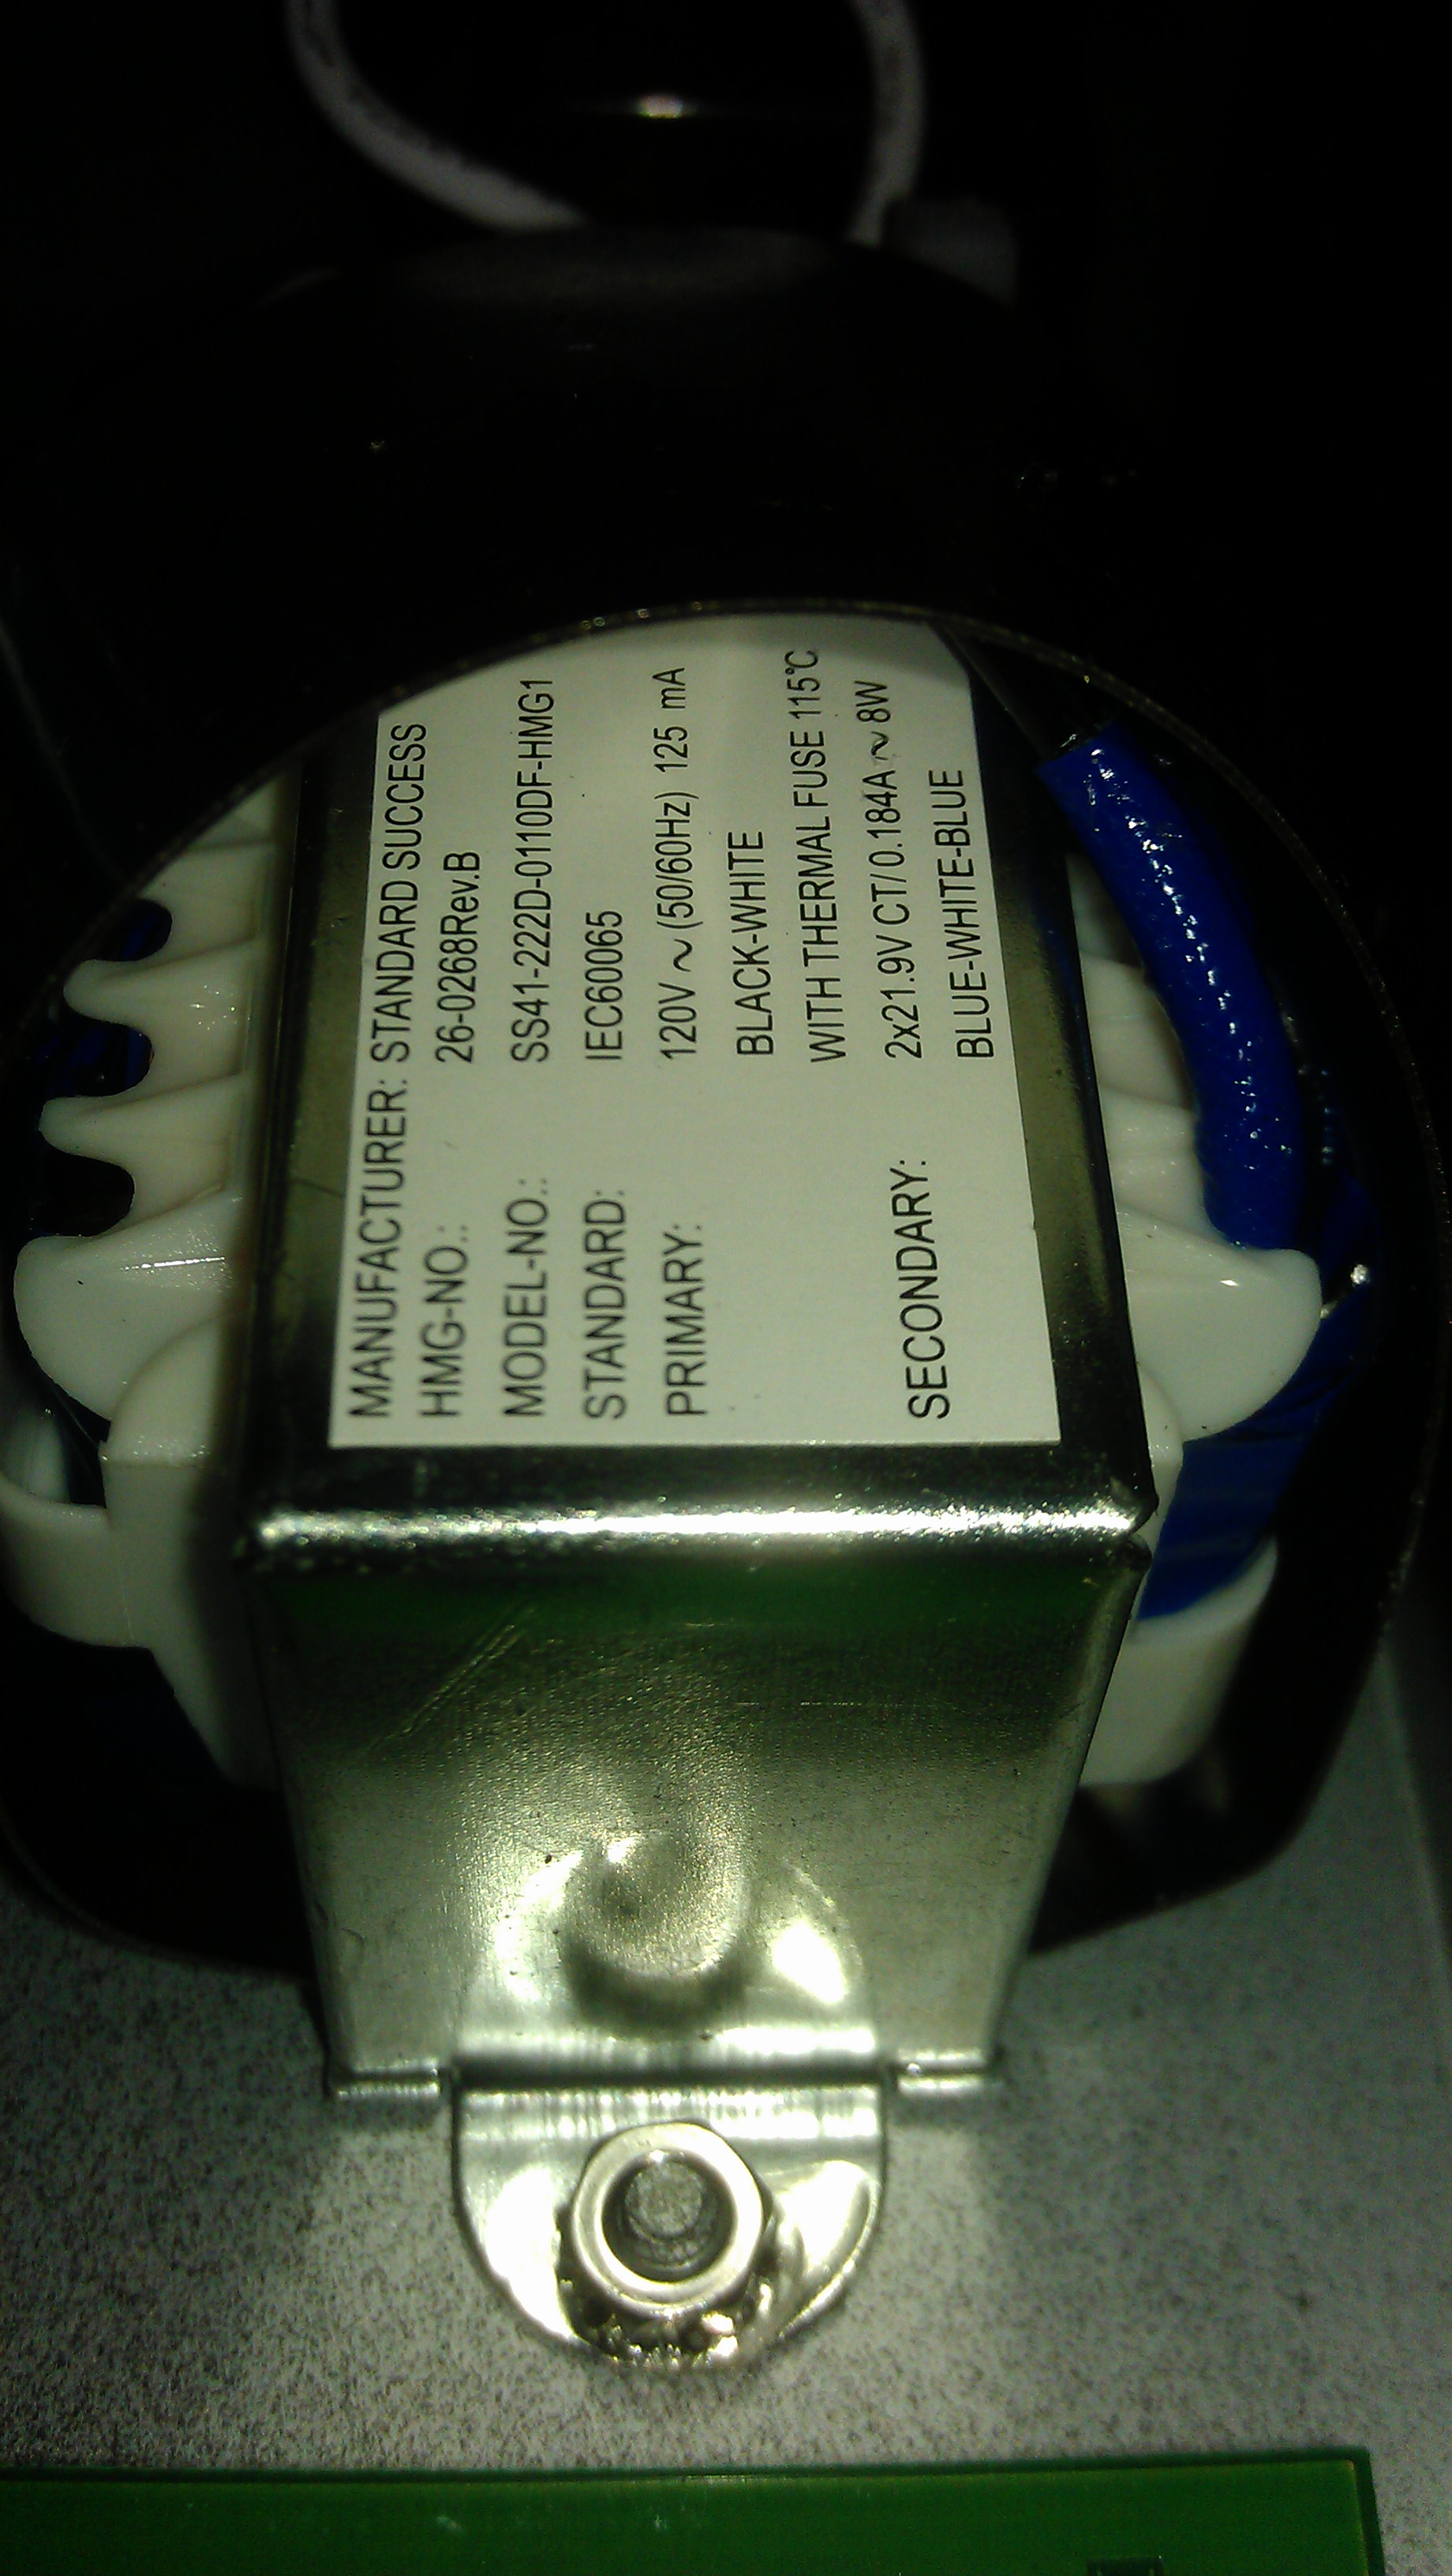 MANUFACTURER: STANDARD SUCCESS
HMG-NO.: 26-0268Rev.B
MODEL-NO.: SS41-222D-0110DF-HMG1
STANDARD: IEC60065
PRIMARY: 120V ~ (50/60Hz) 125 mA
BLACK-WHITE
WITH THERMAL FUSE 115℃
SECONDARY: 2x21.9V CT/0.184A ~ 8W
BLUE-WHITE-BLUE